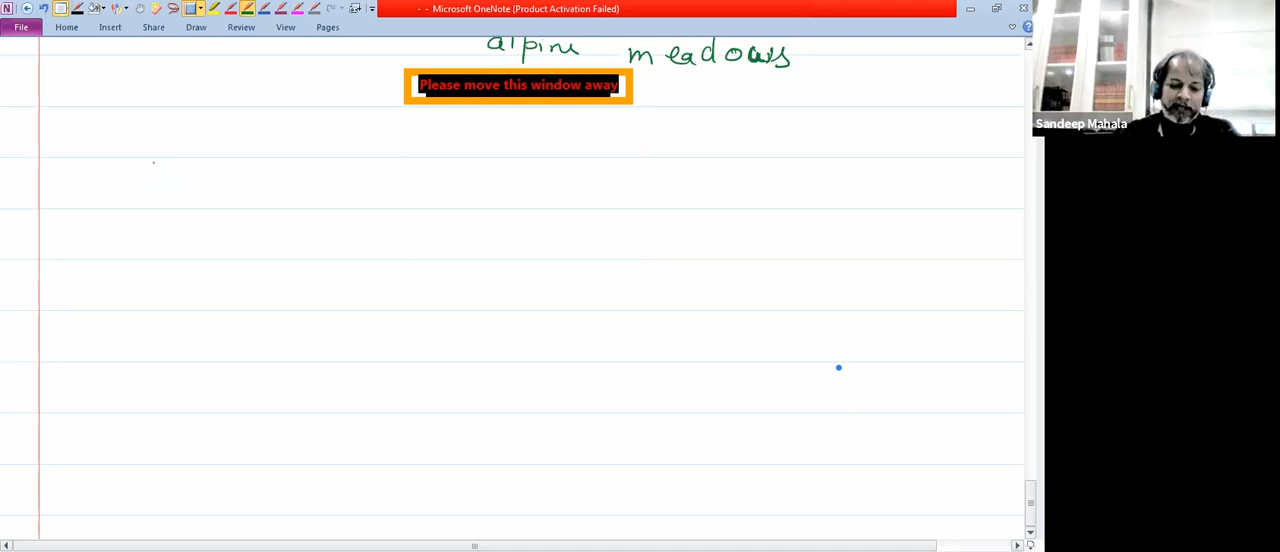 - - Microsoft OneNote (Product Activation Failed)
File Home Insert Share Draw Review View Pages
alpine meadows
Please move this window away
Sandeep Mahala